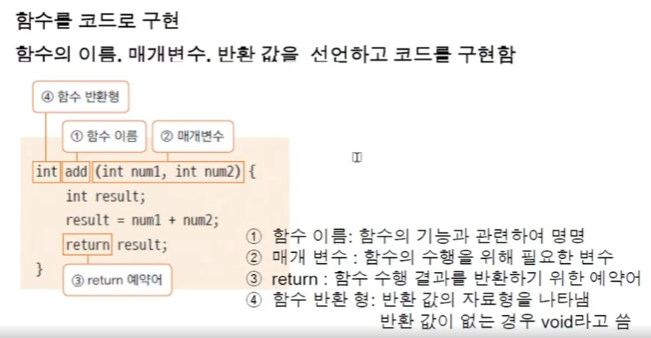 함수를 코드로 구현
함수의 이름, 매개변수, 반환 값을 선언하고 코드를 구현함
④ 함수 반환형
① 함수 이름 ② 매개변수
int add (int num1, int num2) {
int result;
result = num1 + num2;
return result;
}
③ return 예약어
① 함수 이름: 함수의 기능과 관련하여 명명
② 매개 변수 : 함수의 수행을 위해 필요한 변수
③ return : 함수 수행 결과를 반환하기 위한 예약어
④ 함수 반환 형: 반환 값의 자료형을 나타냄
반환 값이 없는 경우 void라고 씀